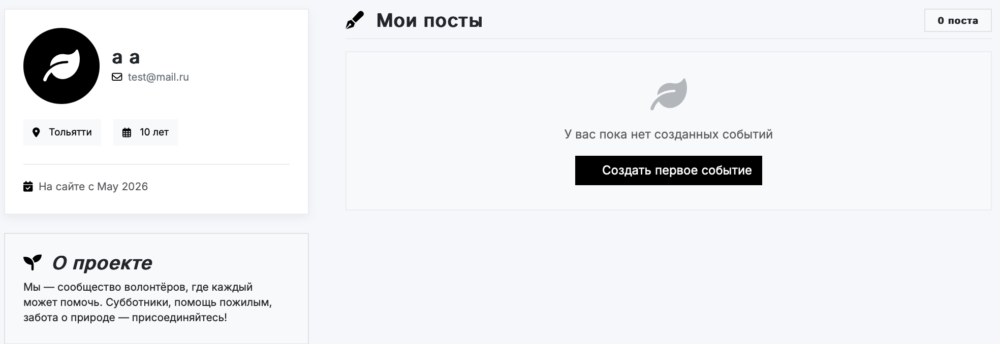 a a
test@mail.ru
Тольятти
10 лет
На сайте с May 2026
О проекте
Мы — сообщество волонтёров, где каждый
может помочь. Субботники, помощь пожилым,
забота о природе — присоединяйтесь!
Мои посты
0 поста
У вас пока нет созданных событий
Создать первое событие